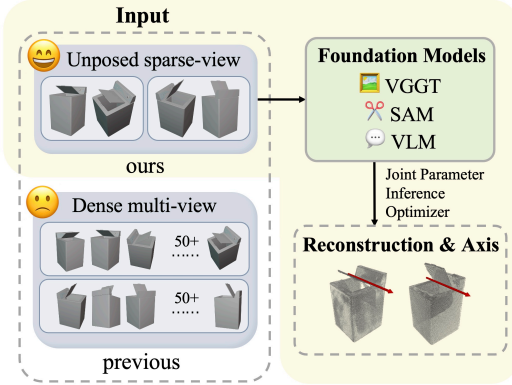 Input
Unposed sparse-view
ours
Dense multi-view
50+
......
50+
......
previous
Foundation Models
VGGT
SAM
VLM
Joint Parameter
Inference
Optimizer
Reconstruction & Axis